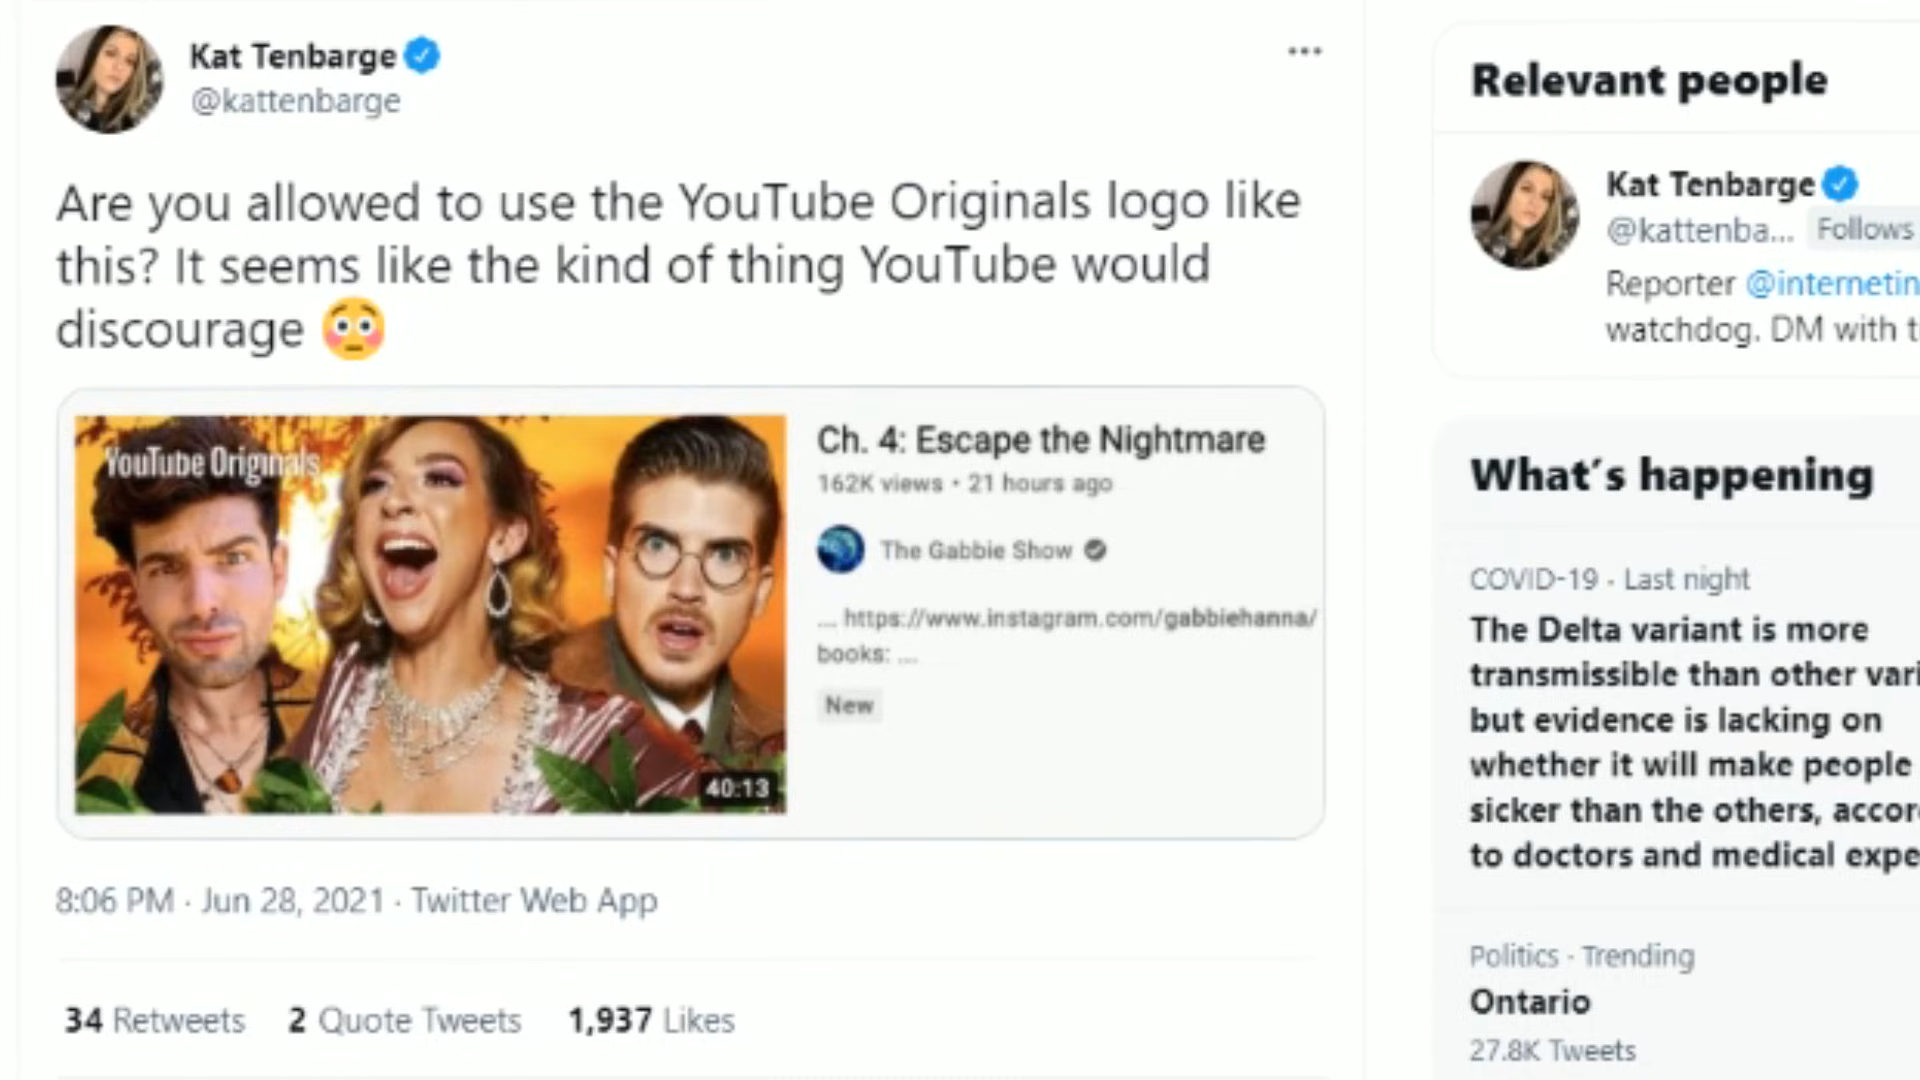 Kat Tenbarge
@kattenbarge
Are you allowed to use the YouTube Originals logo like
this? It seems like the kind of thing YouTube would
discourage 😳
YouTube Originals
40:13
Ch. 4: Escape the Nightmare
162K views • 21 hours ago
The Gabbie Show
... https://www.instagram.com/gabbiehanna/
books: ...
New
8:06 PM · Jun 28, 2021 · Twitter Web App
34 Retweets 2 Quote Tweets 1,937 Likes
Relevant people
Kat Tenbarge
@kattenba... Follows
Reporter @internetin
watchdog. DM with t
What's happening
COVID-19 · Last night
The Delta variant is more
transmissible than other vari
but evidence is lacking on
whether it will make people
sicker than the others, accor
to doctors and medical expe
Politics · Trending
Ontario
27.8K Tweets